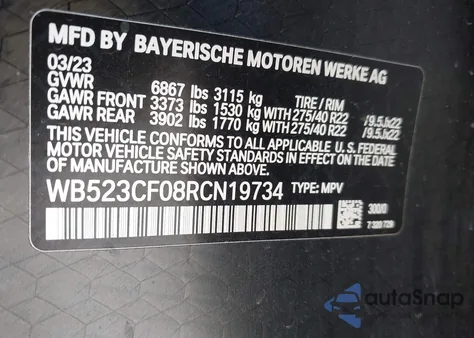 MFD BY BAYERISCHE MOTOREN WERKE AG
03/23
GVWR 6867 lbs 3115 kg TIRE / RIM
GAWR FRONT 3373 lbs 1530 kg WITH 275/40 R22 /9.5Jx22
GAWR REAR 3902 lbs 1770 kg WITH 275/40 R22 /9.5Jx22
THIS VEHICLE CONFORMS TO ALL APPLICABLE U.S.
FEDERAL MOTOR VEHICLE SAFETY STANDARDS IN EFFECT ON THE DATE
OF MANUFACTURE SHOWN ABOVE.
WB523CF08RCN19734 TYPE: MPV
autoSnap